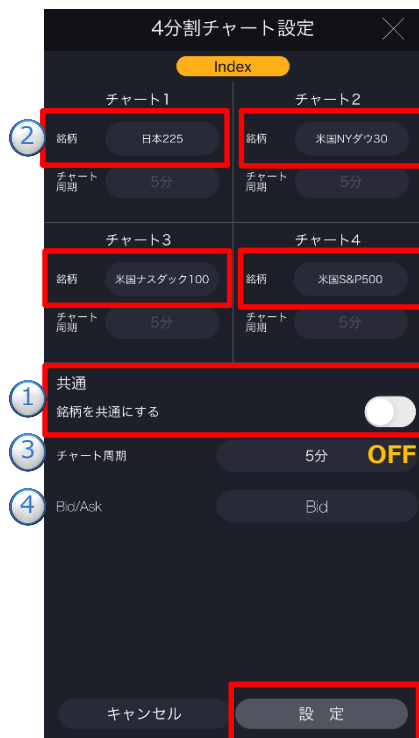 4分割チャート設定
Index
チャート1
チャート2
②
銘柄
日本225
銘柄
米国NYダウ30
チャート
周期
5分
チャート
周期
5分
チャート3
チャート4
銘柄
米国ナスダック100
銘柄
米国S&P500
チャート
周期
5分
チャート
周期
5分
①
共通
銘柄を共通にする
③
チャート周期
5分
OFF
④
Bid/Ask
Bid
キャンセル
設 定